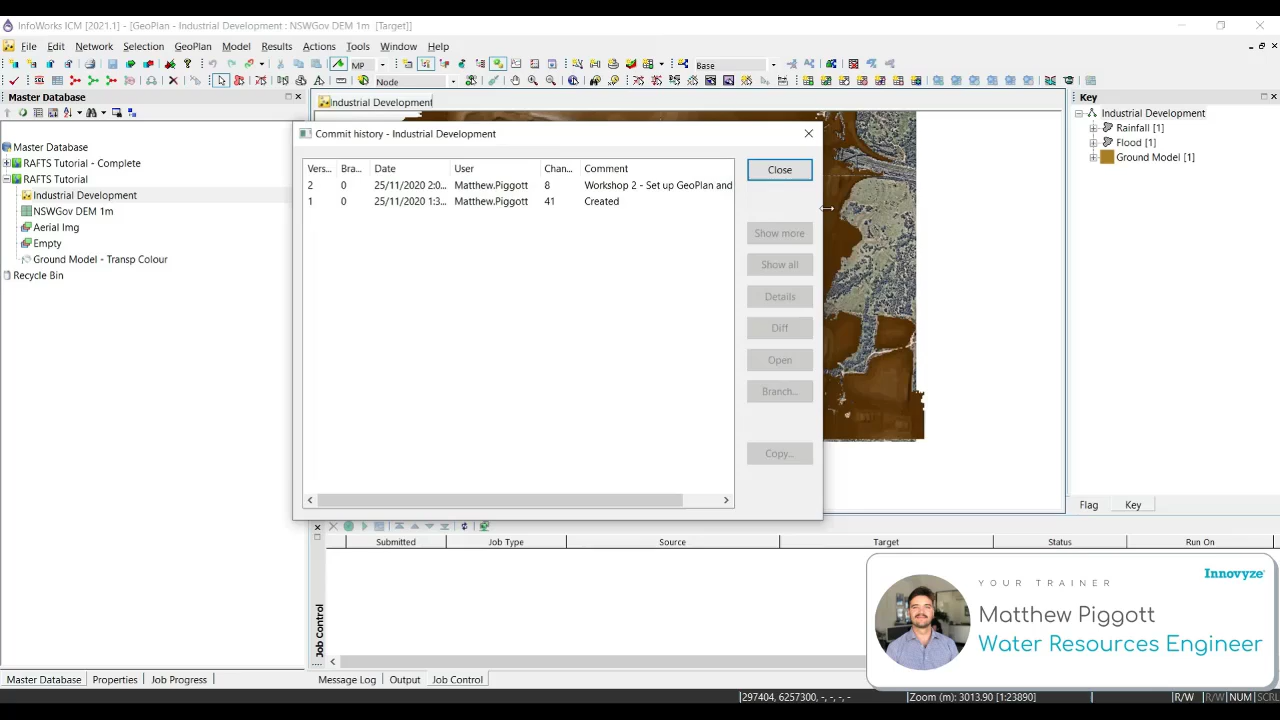 InfoWorks ICM [2021.1] - [GeoPlan - Industrial Development : NSWGov DEM 1m [Target]]
File Edit Network Selection GeoPlan Model Results Actions Tools Window Help
MP Base
Node
Master Database
Industrial Development
Key
Master Database
RAFTS Tutorial - Complete
RAFTS Tutorial
Industrial Development
NSWGov DEM 1m
Aerial Img
Empty
Ground Model - Transp Colour
Recycle Bin
Commit history - Industrial Development
Vers... Bra... Date User Chan... Comment
2 0 25/11/2020 2:0... Matthew.Piggott 8 Workshop 2 - Set up GeoPlan and
1 0 25/11/2020 1:3... Matthew.Piggott 41 Created
Close
Show more
Show all
Details
Diff
Open
Branch...
Copy...
Industrial Development
Rainfall [1]
Flood [1]
Ground Model [1]
Flag Key
Submitted Job Type Source Target Status Run On
Job Control
Innovyze
YOUR TRAINER
Matthew Piggott
Water Resources Engineer
Master Database Properties Job Progress
Message Log Output Job Control
297404, 6257300, -, -, -, - Zoom (m): 3013.90 [1:23890] R/W R/W NUM SCRL